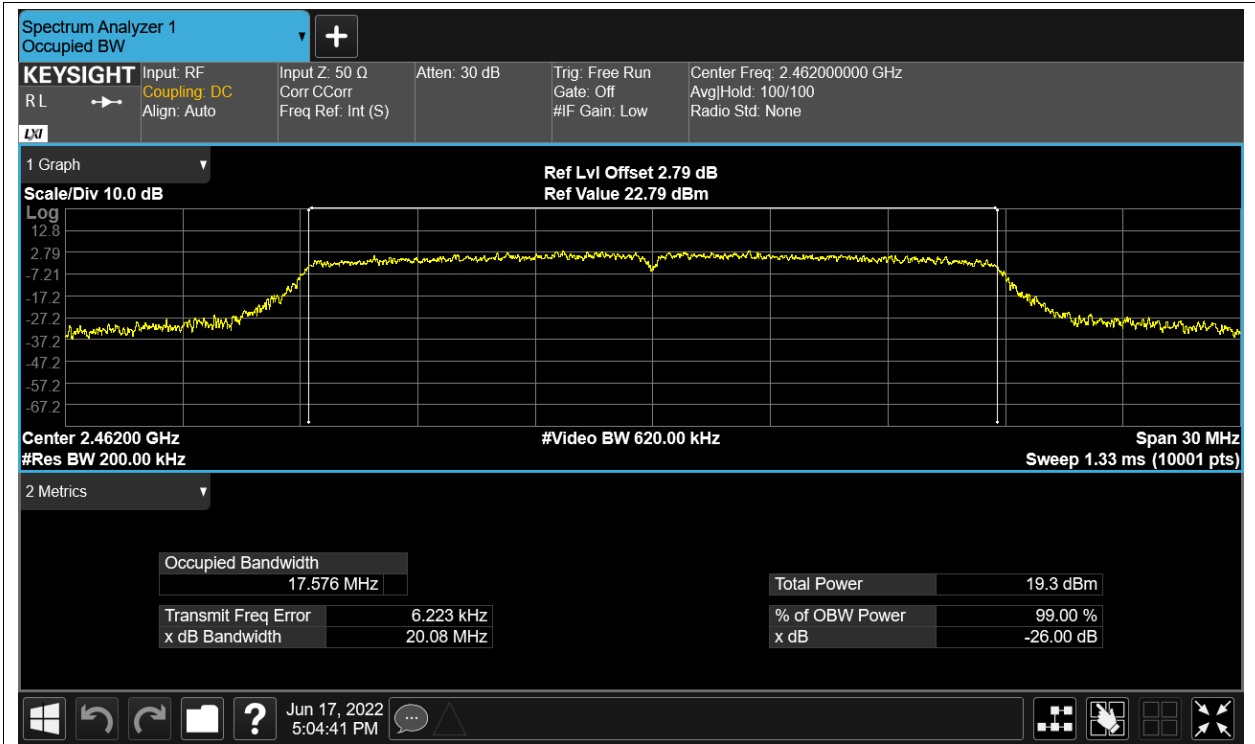 Spectrum Analyzer 1
Occupied BW
KEYSIGHT
R L
LXI
Input: RF
Coupling: DC
Align: Auto
Input Z: 50 Ω
Corr CCorr
Freq Ref: Int (S)
Atten: 30 dB
Trig: Free Run
Gate: Off
#IF Gain: Low
Center Freq: 2.462000000 GHz
Avg|Hold: 100/100
Radio Std: None
1 Graph
Scale/Div 10.0 dB
Ref Lvl Offset 2.79 dB
Ref Value 22.79 dBm
Log
12.8
2.79
-7.21
-17.2
-27.2
-37.2
-47.2
-57.2
-67.2
Center 2.46200 GHz
#Video BW 620.00 kHz
Span 30 MHz
#Res BW 200.00 kHz
Sweep 1.33 ms (10001 pts)
2 Metrics
Occupied Bandwidth
17.576 MHz
Transmit Freq Error 6.223 kHz
x dB Bandwidth 20.08 MHz
Total Power 19.3 dBm
% of OBW Power 99.00 %
x dB -26.00 dB
Jun 17, 2022
5:04:41 PM